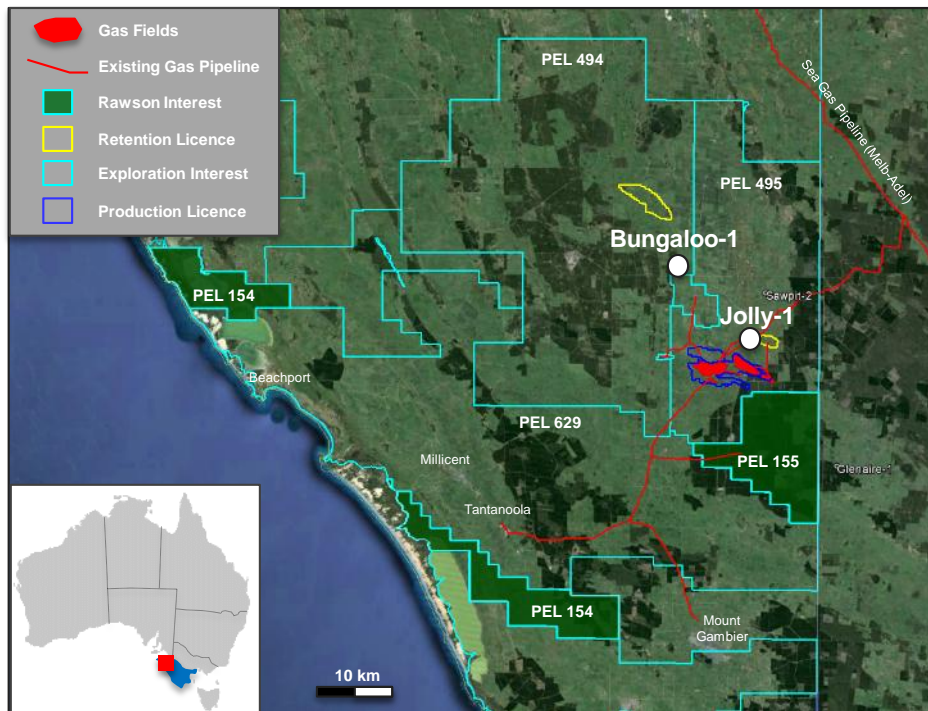 Gas Fields
Existing Gas Pipeline
Rawson Interest
Retention Licence
Exploration Interest
Production Licence
PEL 494
Sea Gas Pipeline (Melb-Adel)
PEL 495
Bungaloo-1
PEL 154
Sawpit-2
Jolly-1
Beachport
PEL 629
Millicent
PEL 155
Glenaire-1
Tantanoola
PEL 154
Mount
Gambier
10 km